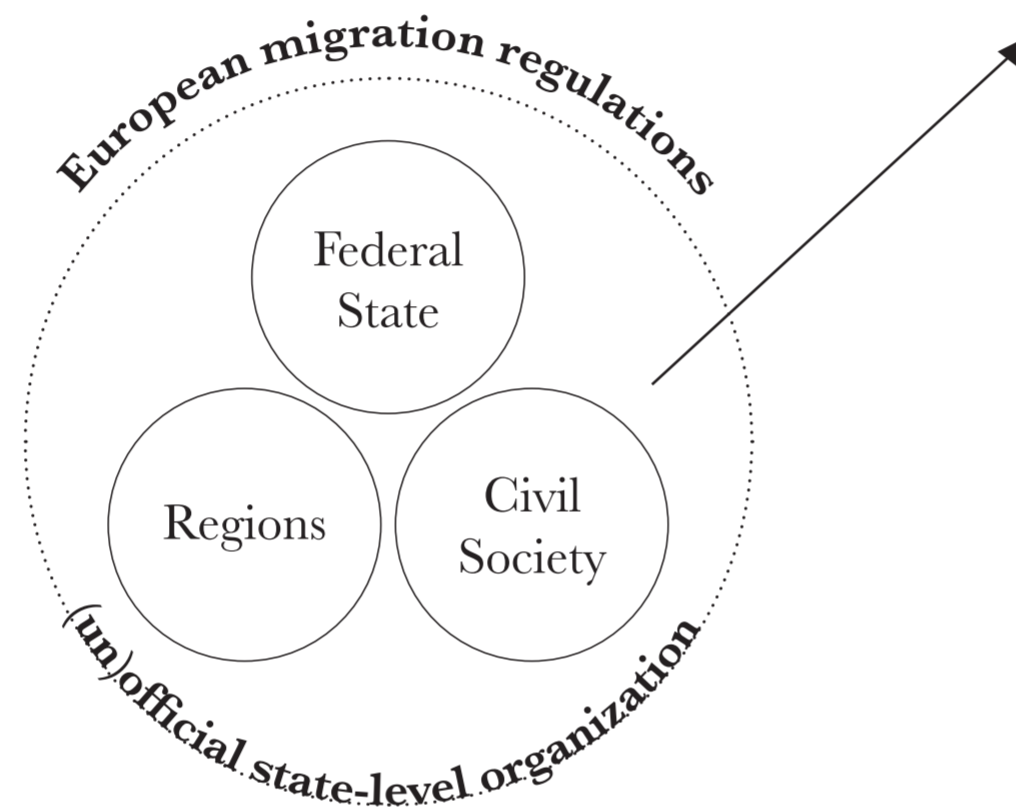 European migration regulations
Federal
State
Regions
Civil
Society
(un)official state-level organization